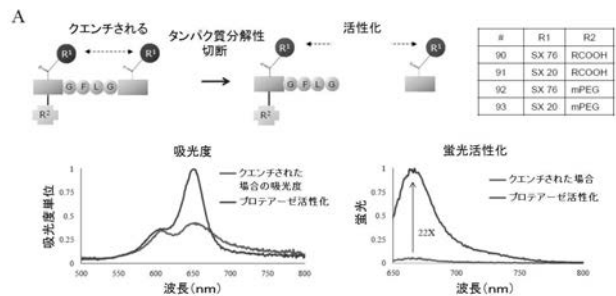 A
クエンチされる
タンパク質分解性
切断
活性化
R¹
R¹
R¹
R¹
G F L G
G F L G
R²
R²
# R1 R2
90 SX 76 RCOOH
91 SX 20 RCOOH
92 SX 76 mPEG
93 SX 20 mPEG
吸光度
クエンチされた
場合の吸光度
プロテアーゼ活性化
吸光度単位
1
0.75
0.5
0.25
0
500 550 600 650 700 750 800
波長(nm)
蛍光活性化
クエンチされた場合
プロテアーゼ活性化
蛍光
1
0.75
0.5
0.25
0
22X
650 700 750 800
波長(nm)